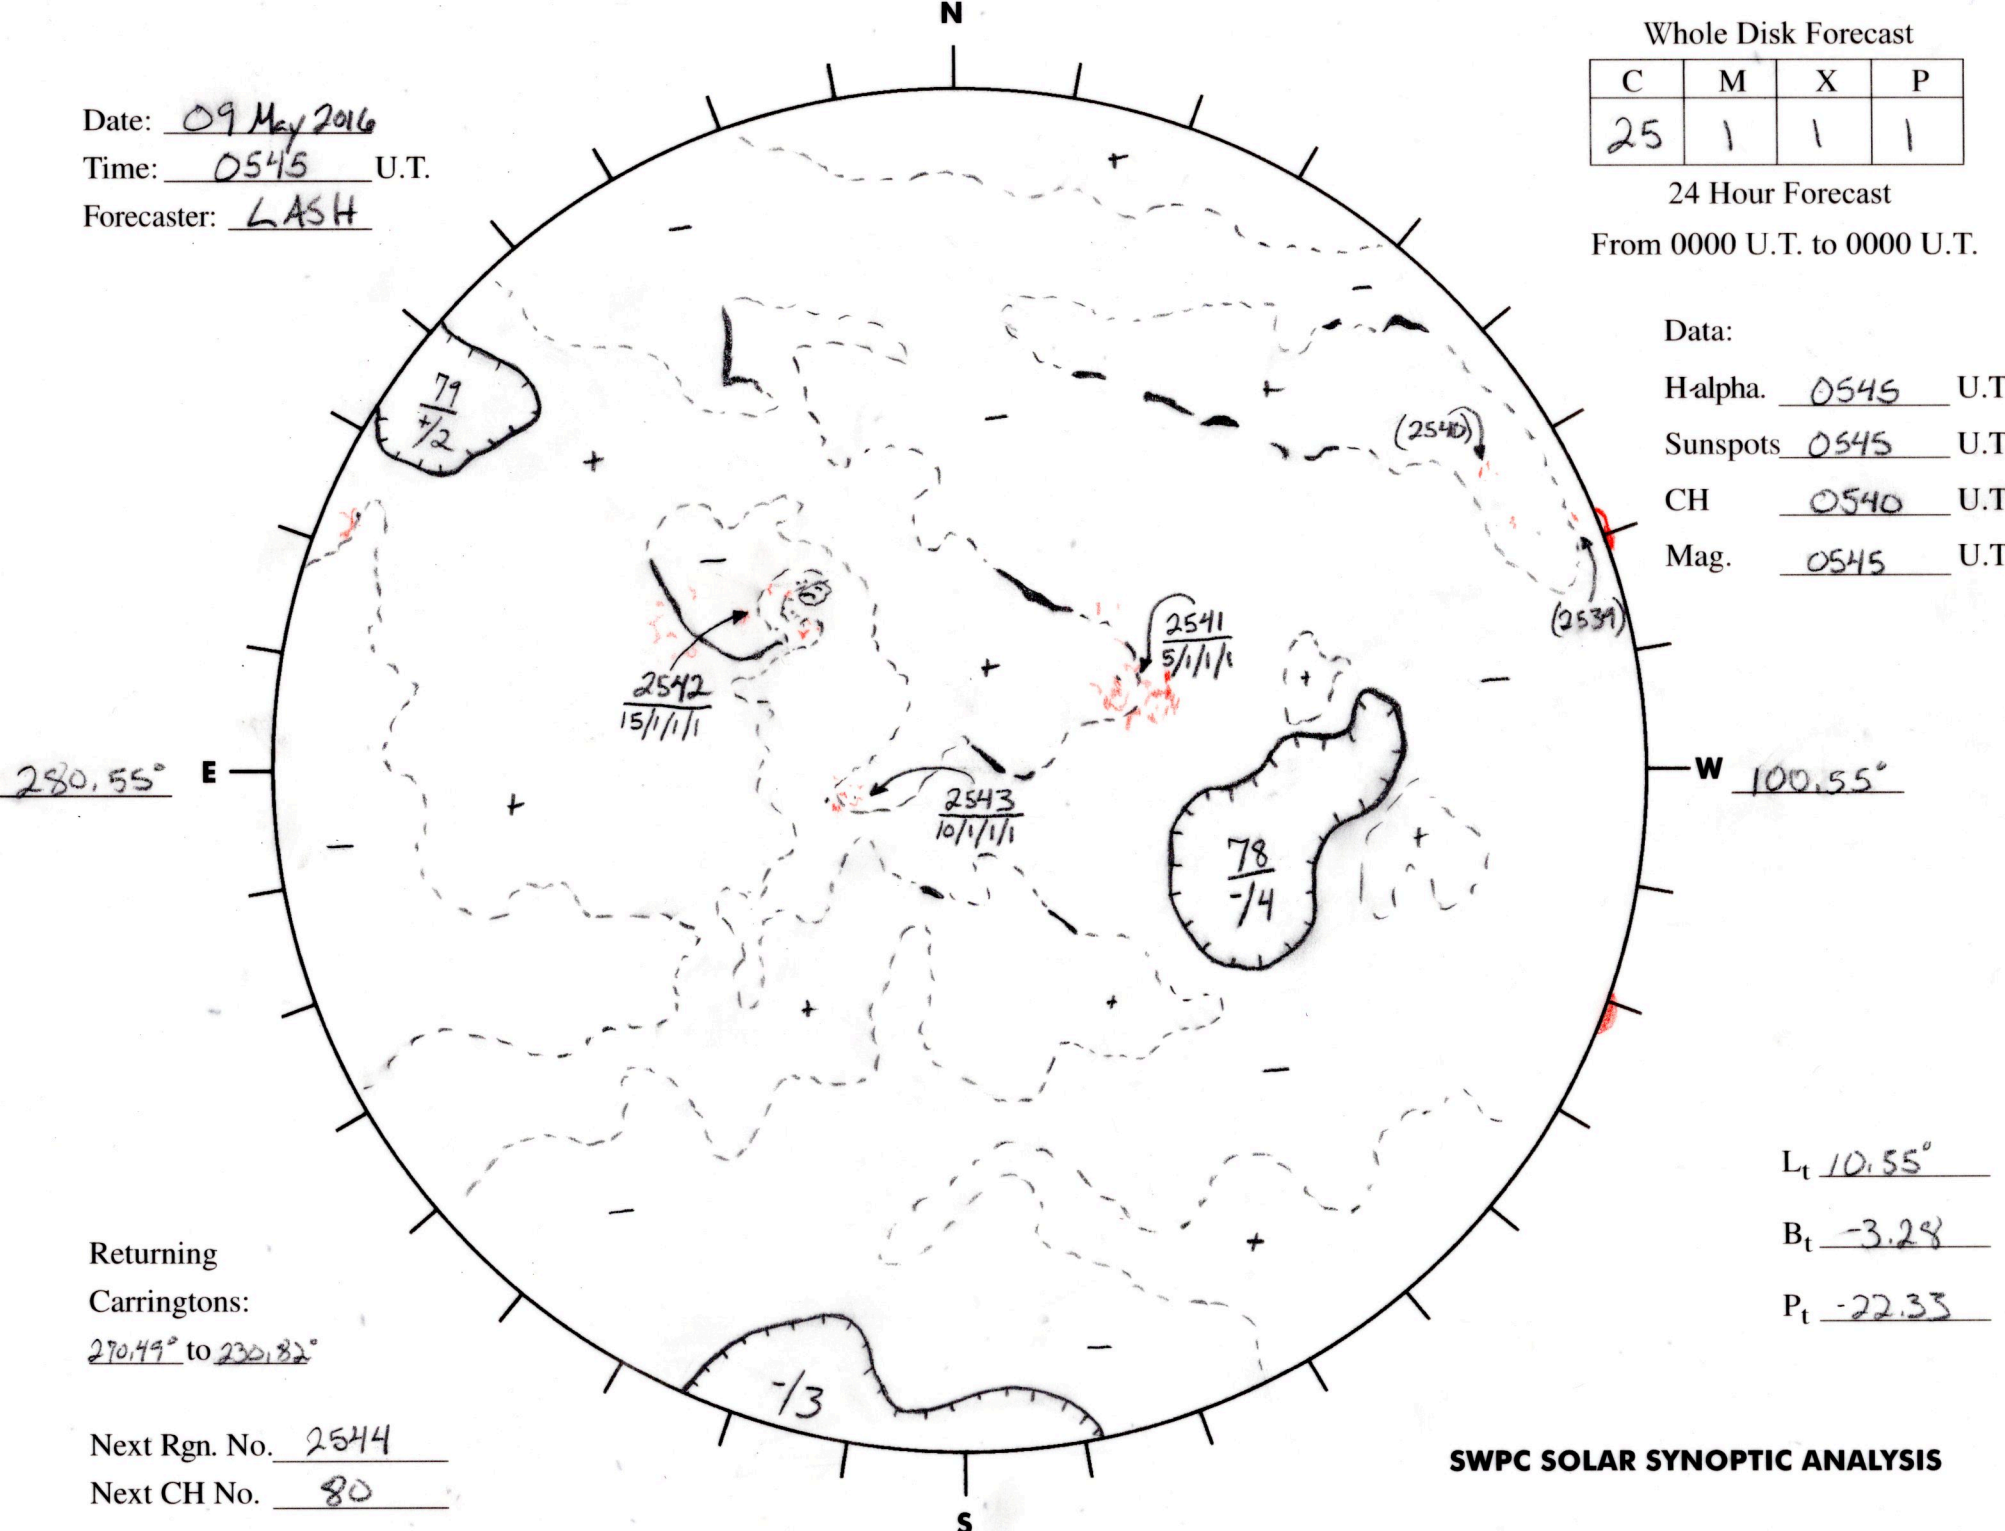 N
Whole Disk Forecast
C M X P
25 1 1 1
24 Hour Forecast
From 0000 U.T. to 0000 U.T.
Date: 09 May 2016
Time: 0545 U.T.
Forecaster: LASH
Data:
H-alpha. 0545 U.T
Sunspots 0545 U.T
CH 0540 U.T
Mag. 0545 U.T
+
−
−
79
+/2
+
−
+
(2540)
−
(2539)
2541
5/1/1/1
2542
15/1/1/1
+
+
−
280.55° E
W 100.55°
+
2543
10/1/1/1
−
+
78
-/4
+
+
−
−
+
−
-/3
Lt 10.55°
Bt -3.28
Pt -22.33
Returning
Carringtons:
270.49° to 230.82°
Next Rgn. No. 2544
Next CH No. 80
SWPC SOLAR SYNOPTIC ANALYSIS
S